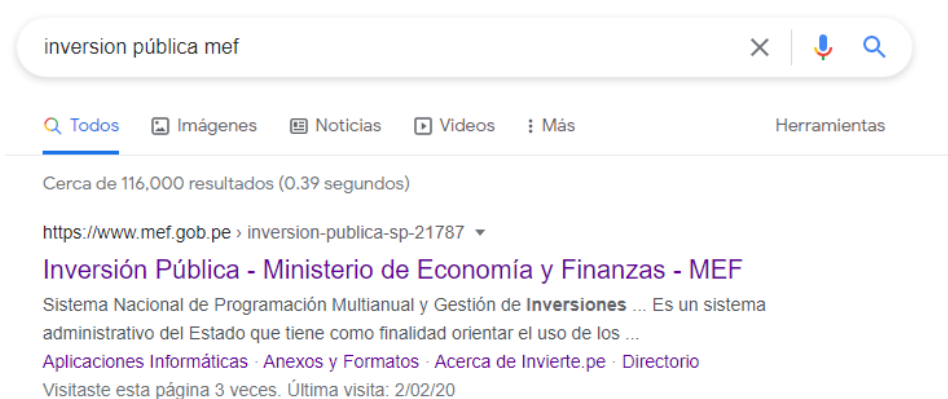 inversion pública mef
Todos Imágenes Noticias Videos Más Herramientas
Cerca de 116,000 resultados (0.39 segundos)
https://www.mef.gob.pe › inversion-publica-sp-21787
Inversión Pública - Ministerio de Economía y Finanzas - MEF
Sistema Nacional de Programación Multianual y Gestión de Inversiones ... Es un sistema
administrativo del Estado que tiene como finalidad orientar el uso de los ...
Aplicaciones Informáticas · Anexos y Formatos · Acerca de Invierte.pe · Directorio
Visitaste esta página 3 veces. Última visita: 2/02/20